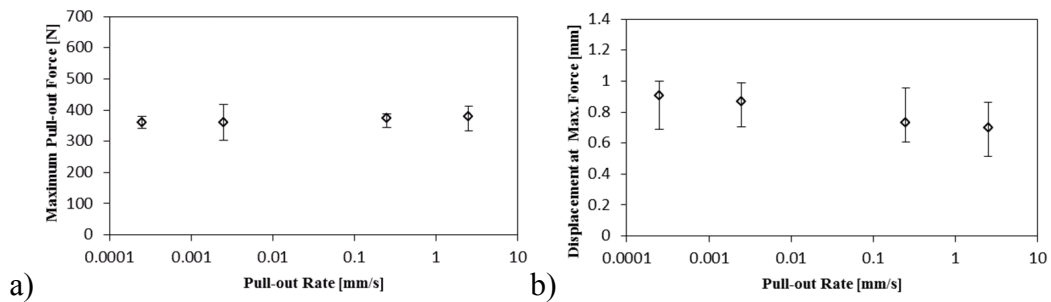 700
600
500
400
300
200
100
0
0.0001 0.001 0.01 0.1 1 10
Maximum Pull-out Force [N]
Pull-out Rate [mm/s]
a)
1.4
1.2
1
0.8
0.6
0.4
0.2
0
0.0001 0.001 0.01 0.1 1 10
Displacement at Max. Force [mm]
Pull-out Rate [mm/s]
b)